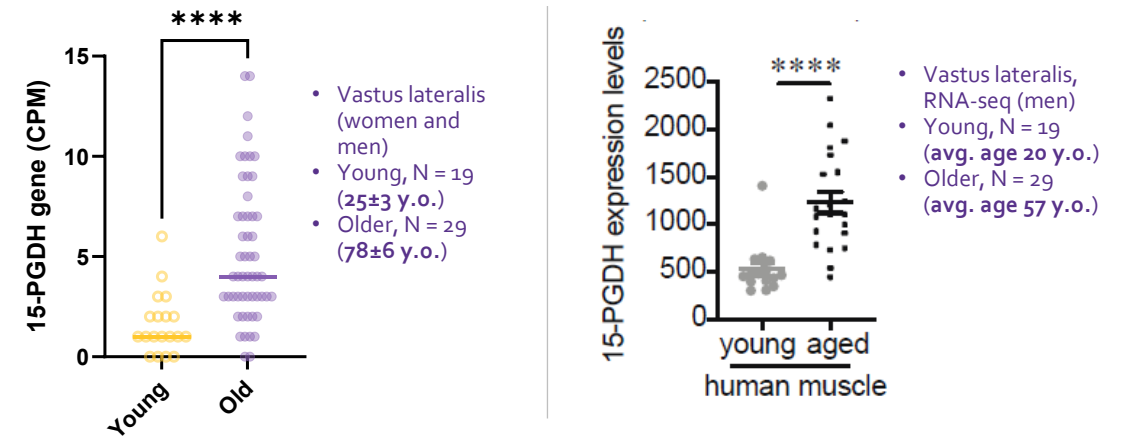 ****
15
10
5
0
15-PGDH gene (CPM)
Young
Old
• Vastus lateralis
(women and
men)
• Young, N = 19
(25±3 y.o.)
• Older, N = 29
(78±6 y.o.)
****
2500
2000
1500
1000
500
0
15-PGDH expression levels
young aged
human muscle
• Vastus lateralis,
RNA-seq (men)
• Young, N = 19
(avg. age 20 y.o.)
• Older, N = 29
(avg. age 57 y.o.)